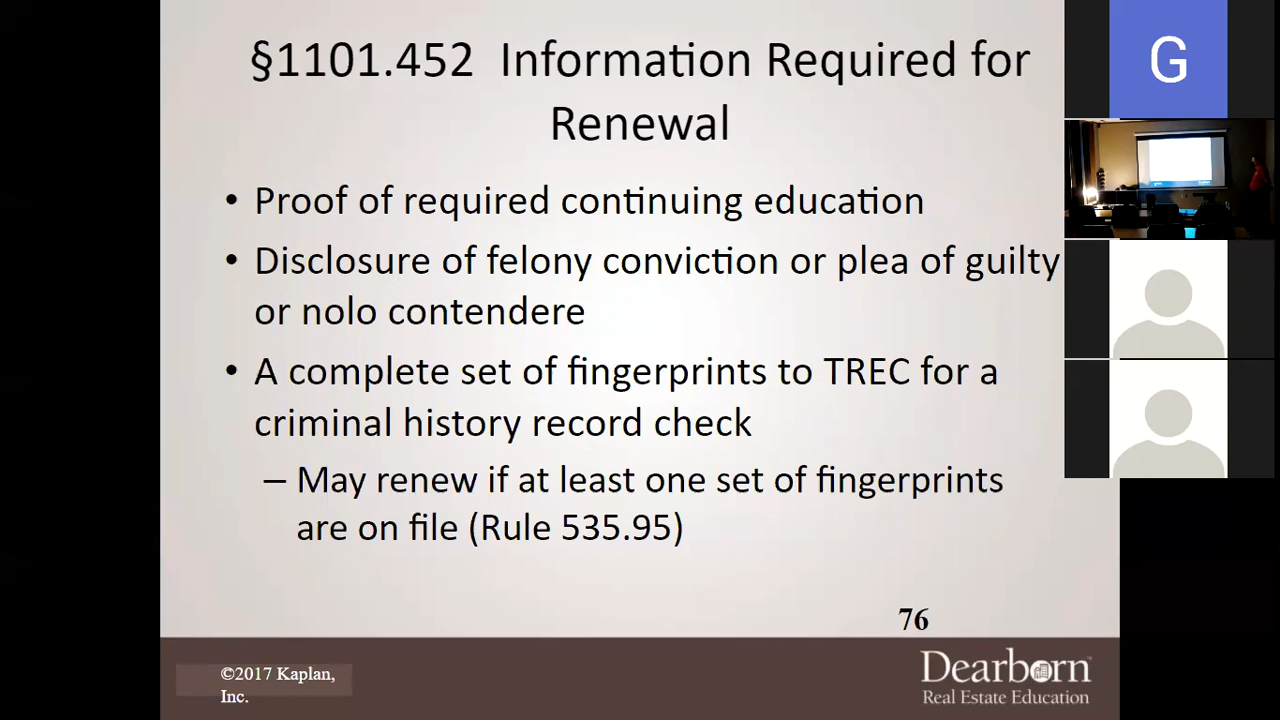 §1101.452 Information Required for
Renewal
• Proof of required continuing education
• Disclosure of felony conviction or plea of guilty
or nolo contendere
• A complete set of fingerprints to TREC for a
criminal history record check
– May renew if at least one set of fingerprints
are on file (Rule 535.95)
76
©2017 Kaplan,
Inc.
Dearborn
Real Estate Education
G